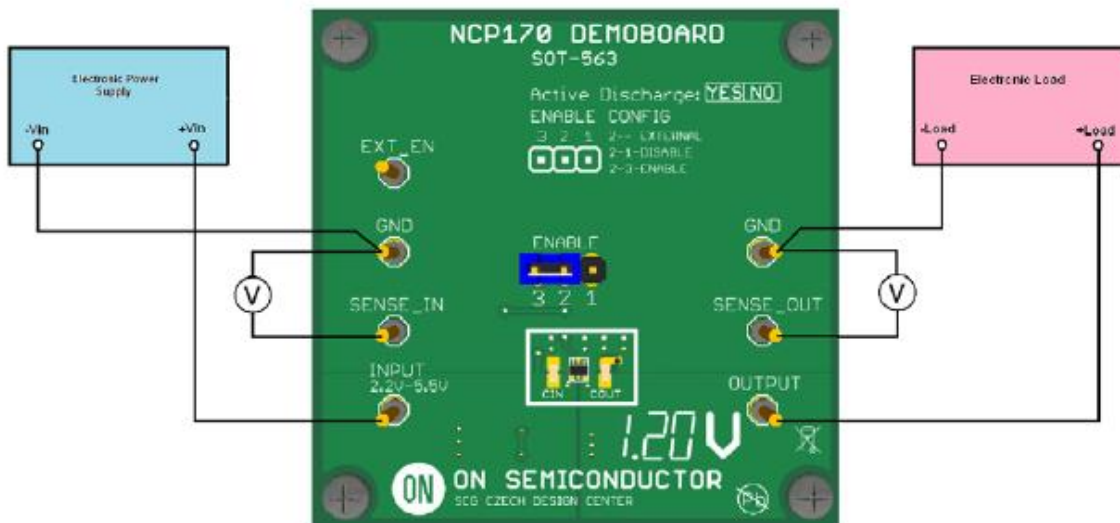 NCP170 DEMOBOARD
SOT-563
Electronic Power
Supply
-Vin
+Vin
Electronic Load
-Load
+Load
Active Discharge: YES NO
ENABLE CONFIG
3 2 1
2-- EXTERNAL
2-1-DISABLE
2-3-ENABLE
EXT_EN
GND
ENABLE
3 2 1
GND
V
V
SENSE_IN
SENSE_OUT
INPUT
2.2V-5.5V
CIN
COUT
OUTPUT
1.20 V
ON
ON SEMICONDUCTOR
SCG CZECH DESIGN CENTER
Pb